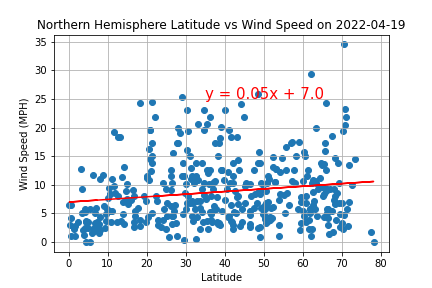 Northern Hemisphere Latitude vs Wind Speed on 2022-04-19
35
30
y = 0.05x + 7.0
25
20
15
10
5
0
Wind Speed (MPH)
0 10 20 30 40 50 60 70 80
Latitude